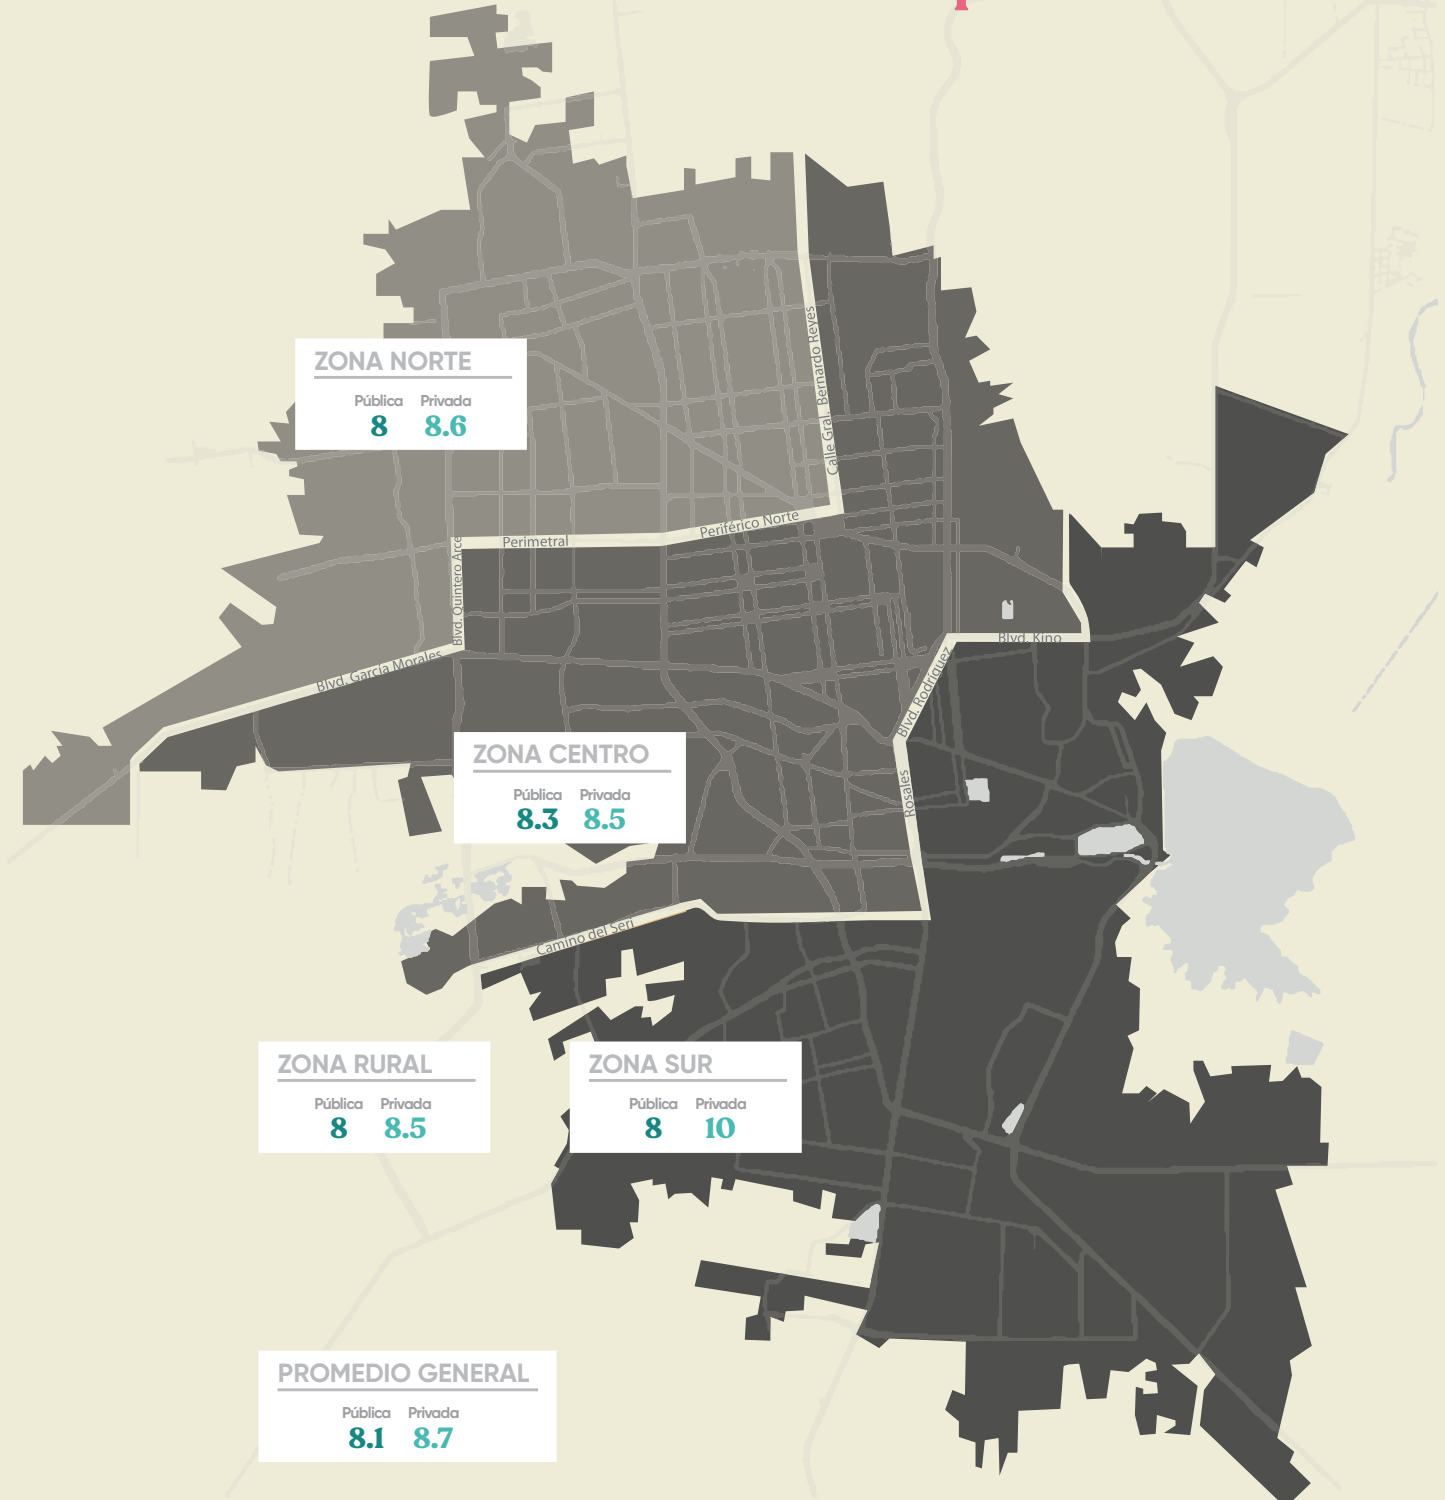 Calle Gral. Bernardo Reyes
ZONA NORTE
Pública Privada
8 8.6
Periférico Norte
Perimetral
Blvd. Quintero Arce
Blvd. García Morales
Blvd. Kino
Blvd. Rodríguez
Rosales
ZONA CENTRO
Pública Privada
8.3 8.5
Camino del Seri
ZONA RURAL
Pública Privada
8 8.5
ZONA SUR
Pública Privada
8 10
PROMEDIO GENERAL
Pública Privada
8.1 8.7